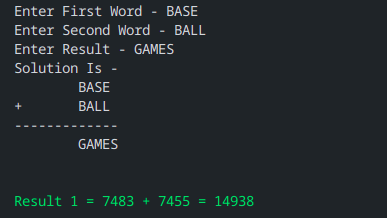 Enter First Word - BASE
Enter Second Word - BALL
Enter Result - GAMES
Solution Is -
        BASE
+       BALL
-------------
        GAMES
Result 1 = 7483 + 7455 = 14938